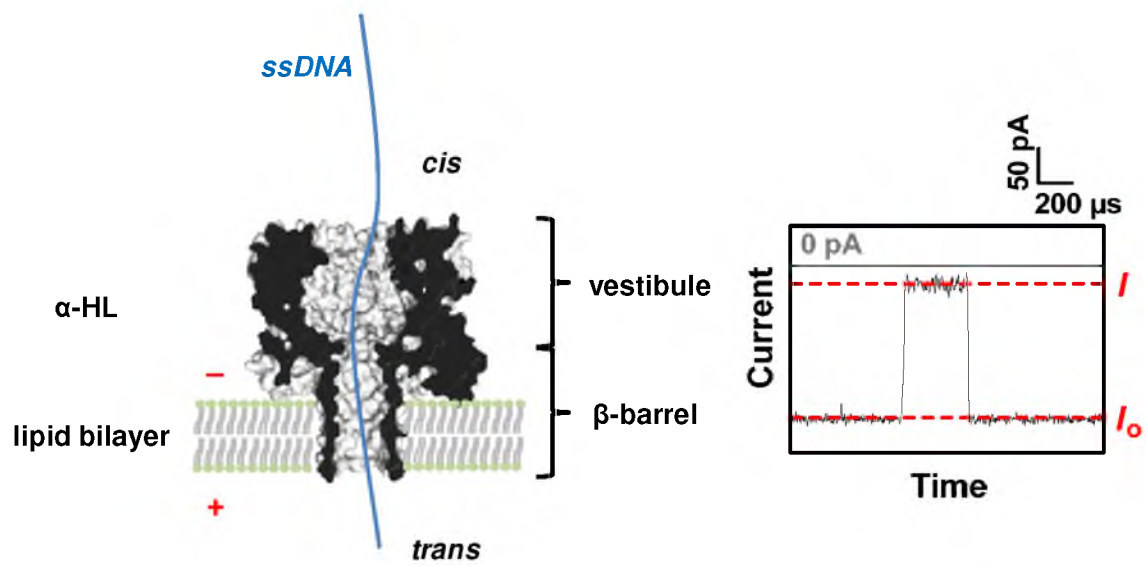 ssDNA
cis
vestibule
α-HL
−
lipid bilayer
β-barrel
+
trans
50 pA
200 µs
0 pA
I
Current
Io
Time